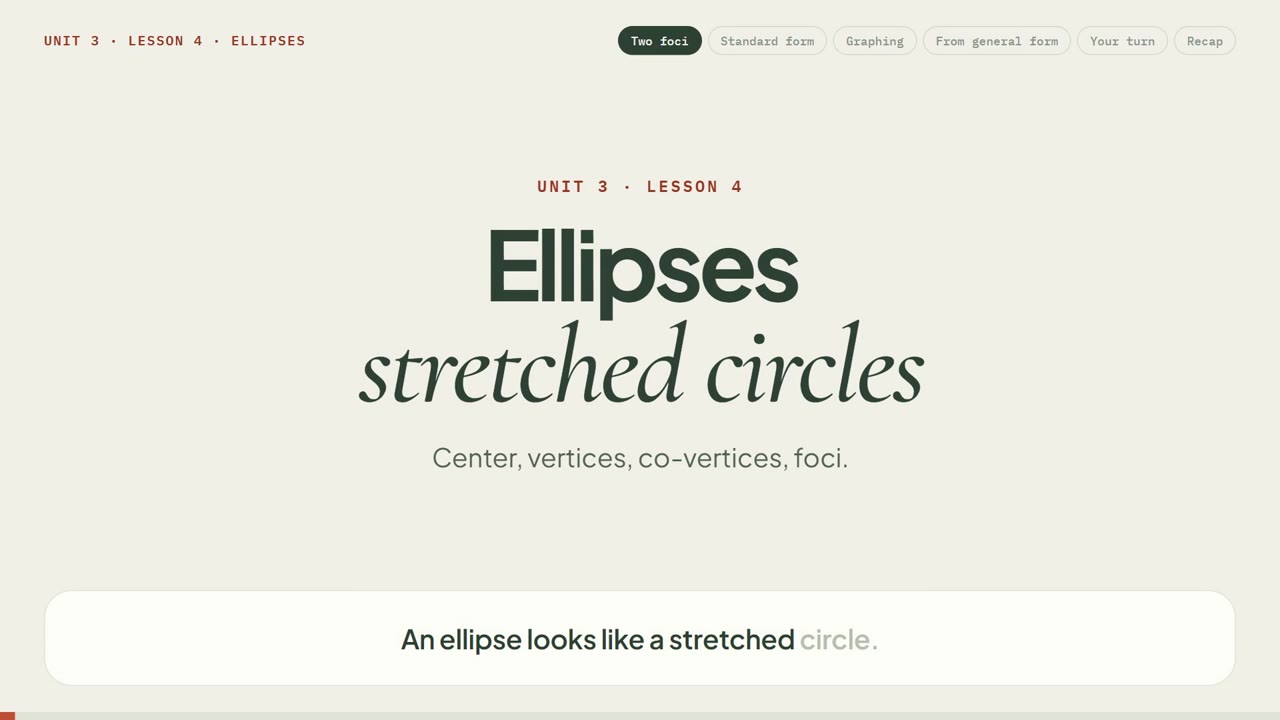 UNIT 3 · LESSON 4 · ELLIPSES
Two foci
Standard form
Graphing
From general form
Your turn
Recap
UNIT 3 · LESSON 4
Ellipses
stretched circles
Center, vertices, co-vertices, foci.
An ellipse looks like a stretched circle.